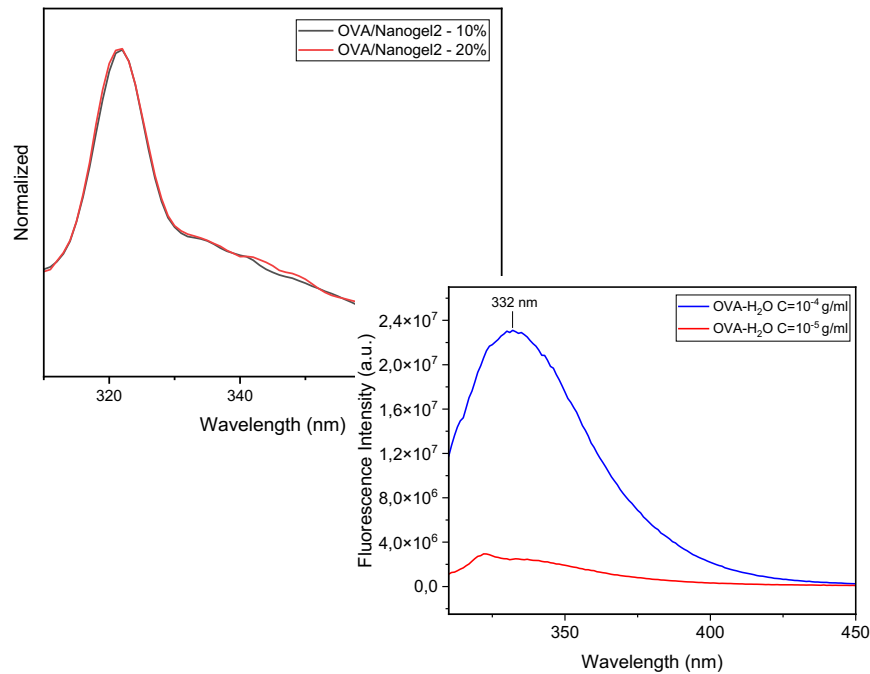 OVA/Nanogel2 - 10%
OVA/Nanogel2 - 20%
Normalized
320
340
Wavelength (nm)
332 nm
OVA-H₂O C=10⁻⁴ g/ml
OVA-H₂O C=10⁻⁵ g/ml
2,4×10⁷
2,0×10⁷
1,6×10⁷
1,2×10⁷
8,0×10⁶
4,0×10⁶
0,0
Fluorescence Intensity (a.u.)
350
400
450
Wavelength (nm)